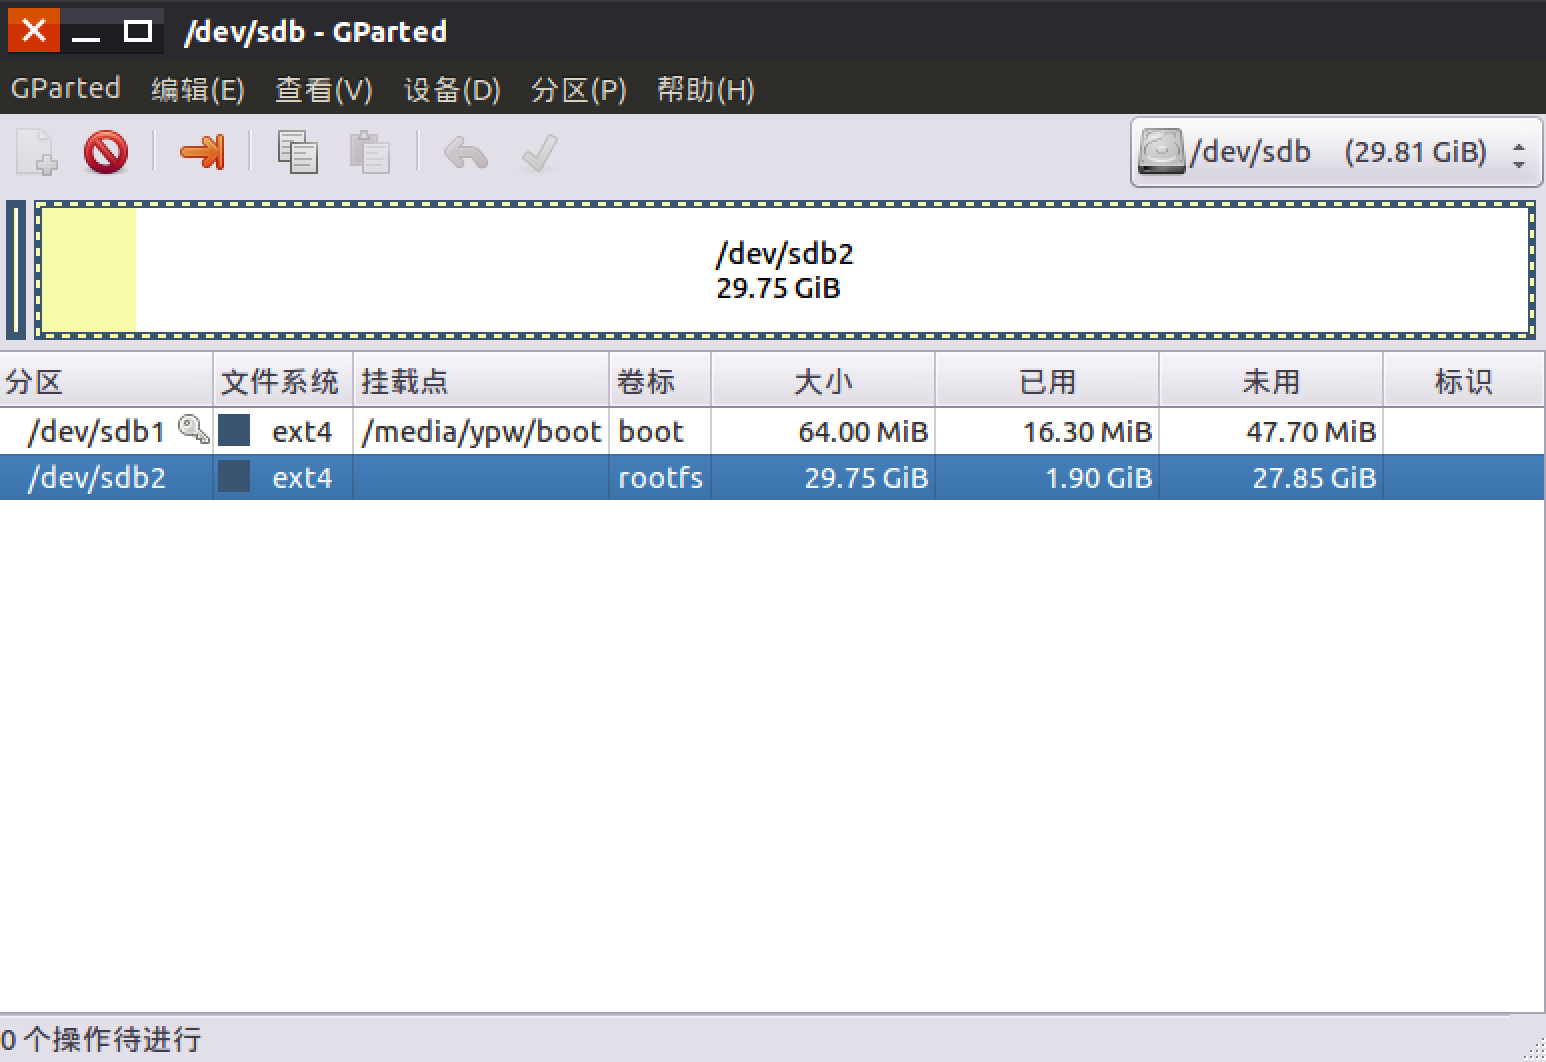 /dev/sdb - GParted
GParted 编辑(E) 查看(V) 设备(D) 分区(P) 帮助(H)
/dev/sdb (29.81 GiB)
/dev/sdb2
29.75 GiB
分区 文件系统 挂载点 卷标 大小 已用 未用 标识
/dev/sdb1 ext4 /media/ypw/boot boot 64.00 MiB 16.30 MiB 47.70 MiB
/dev/sdb2 ext4 rootfs 29.75 GiB 1.90 GiB 27.85 GiB
0 个操作待进行